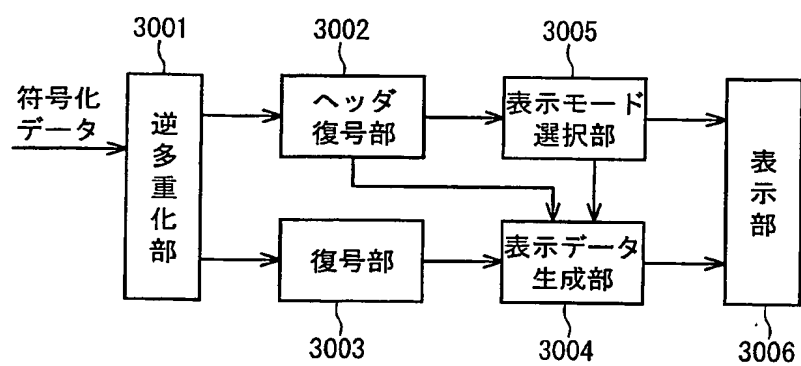 3001
3002
3005
符号化
データ
逆多重化部
ヘッダ
復号部
表示モード
選択部
表示部
復号部
表示データ
生成部
3003
3004
3006